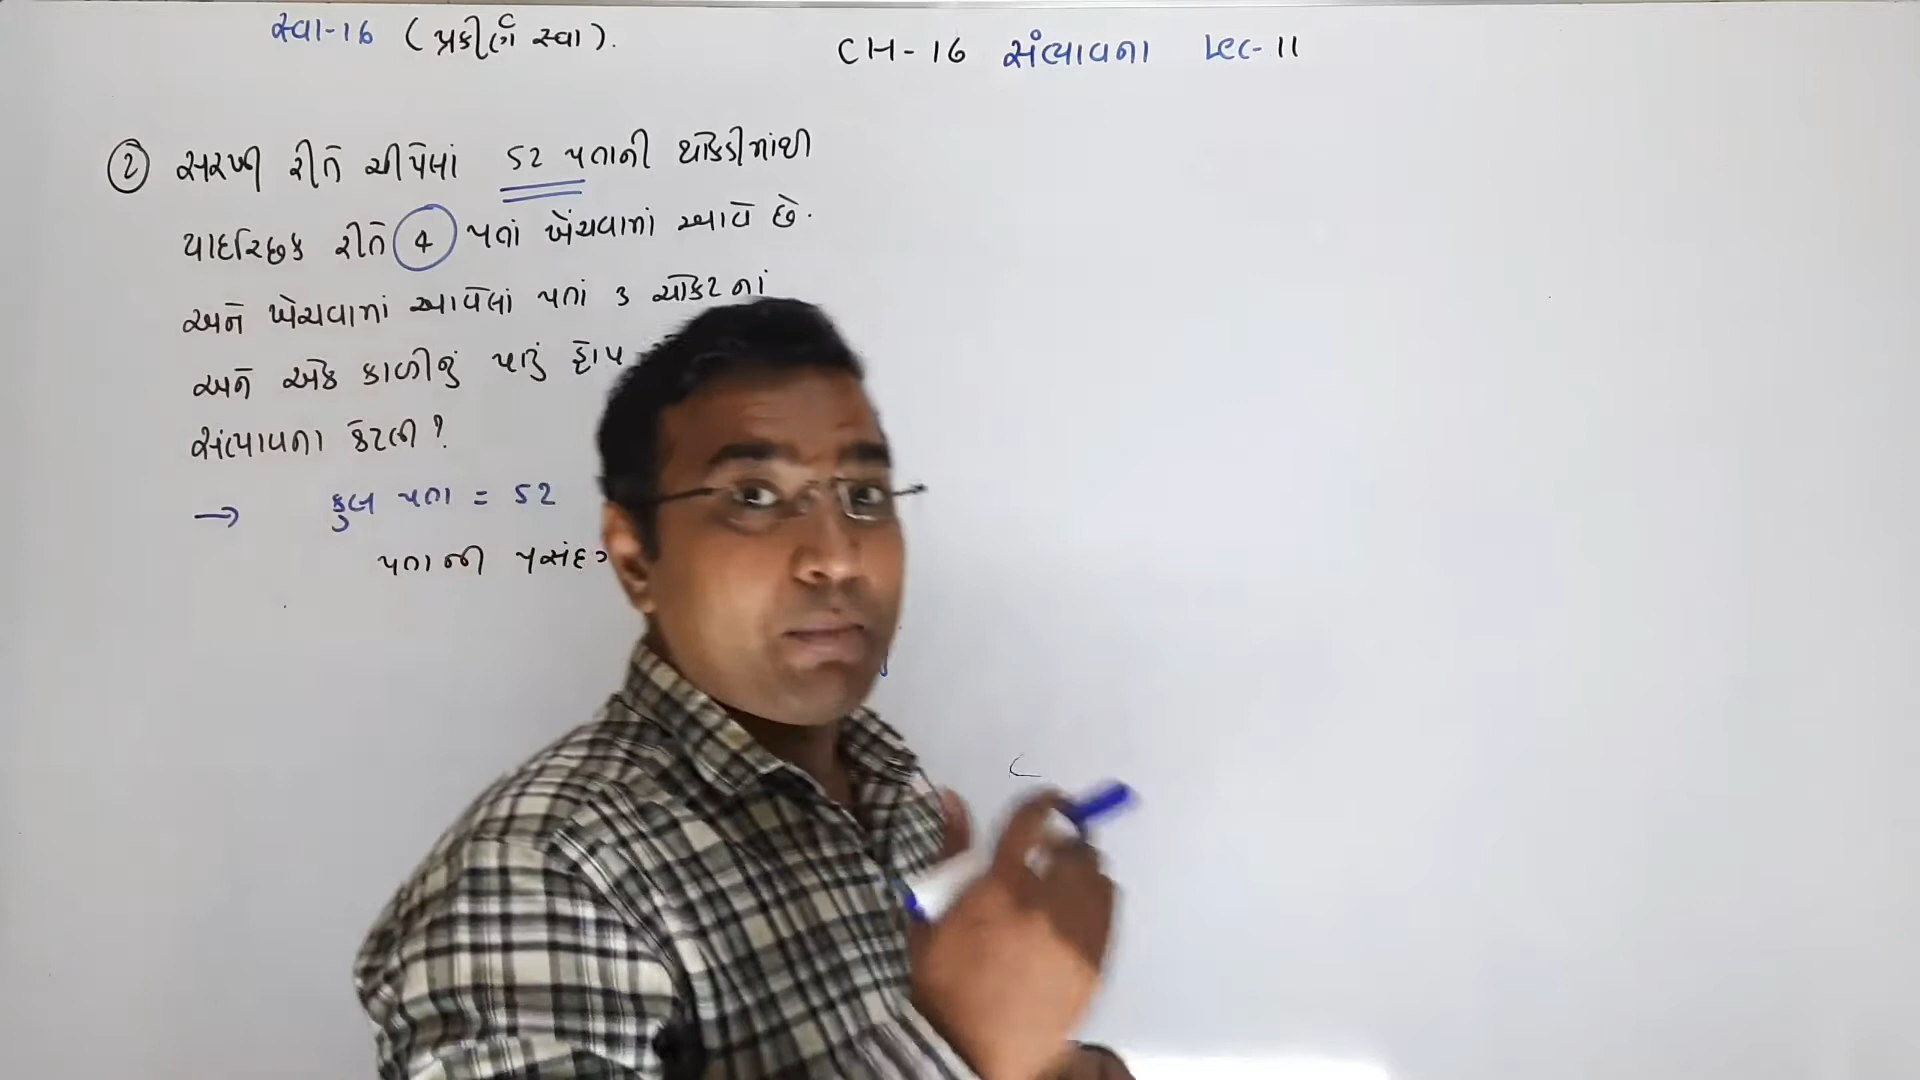 સ્વા-16 (પ્રકીર્ણ સ્વા).
CH-16 સંભાવના Lec-11
② સરખી રીતે ચીપેલાં 52 પતાની થોકડીમાંથી
યાદચ્છિક રીતે 4 પતાં ખેંચવામાં આવે છે.
અને ખેચવામાં આવેલાં પતાં 3 ચોકટનાં
અને એક કાળીનું પત્તું હોય
સંભાવના કેટલી?
→ કુલ પતા = 52
પતાની